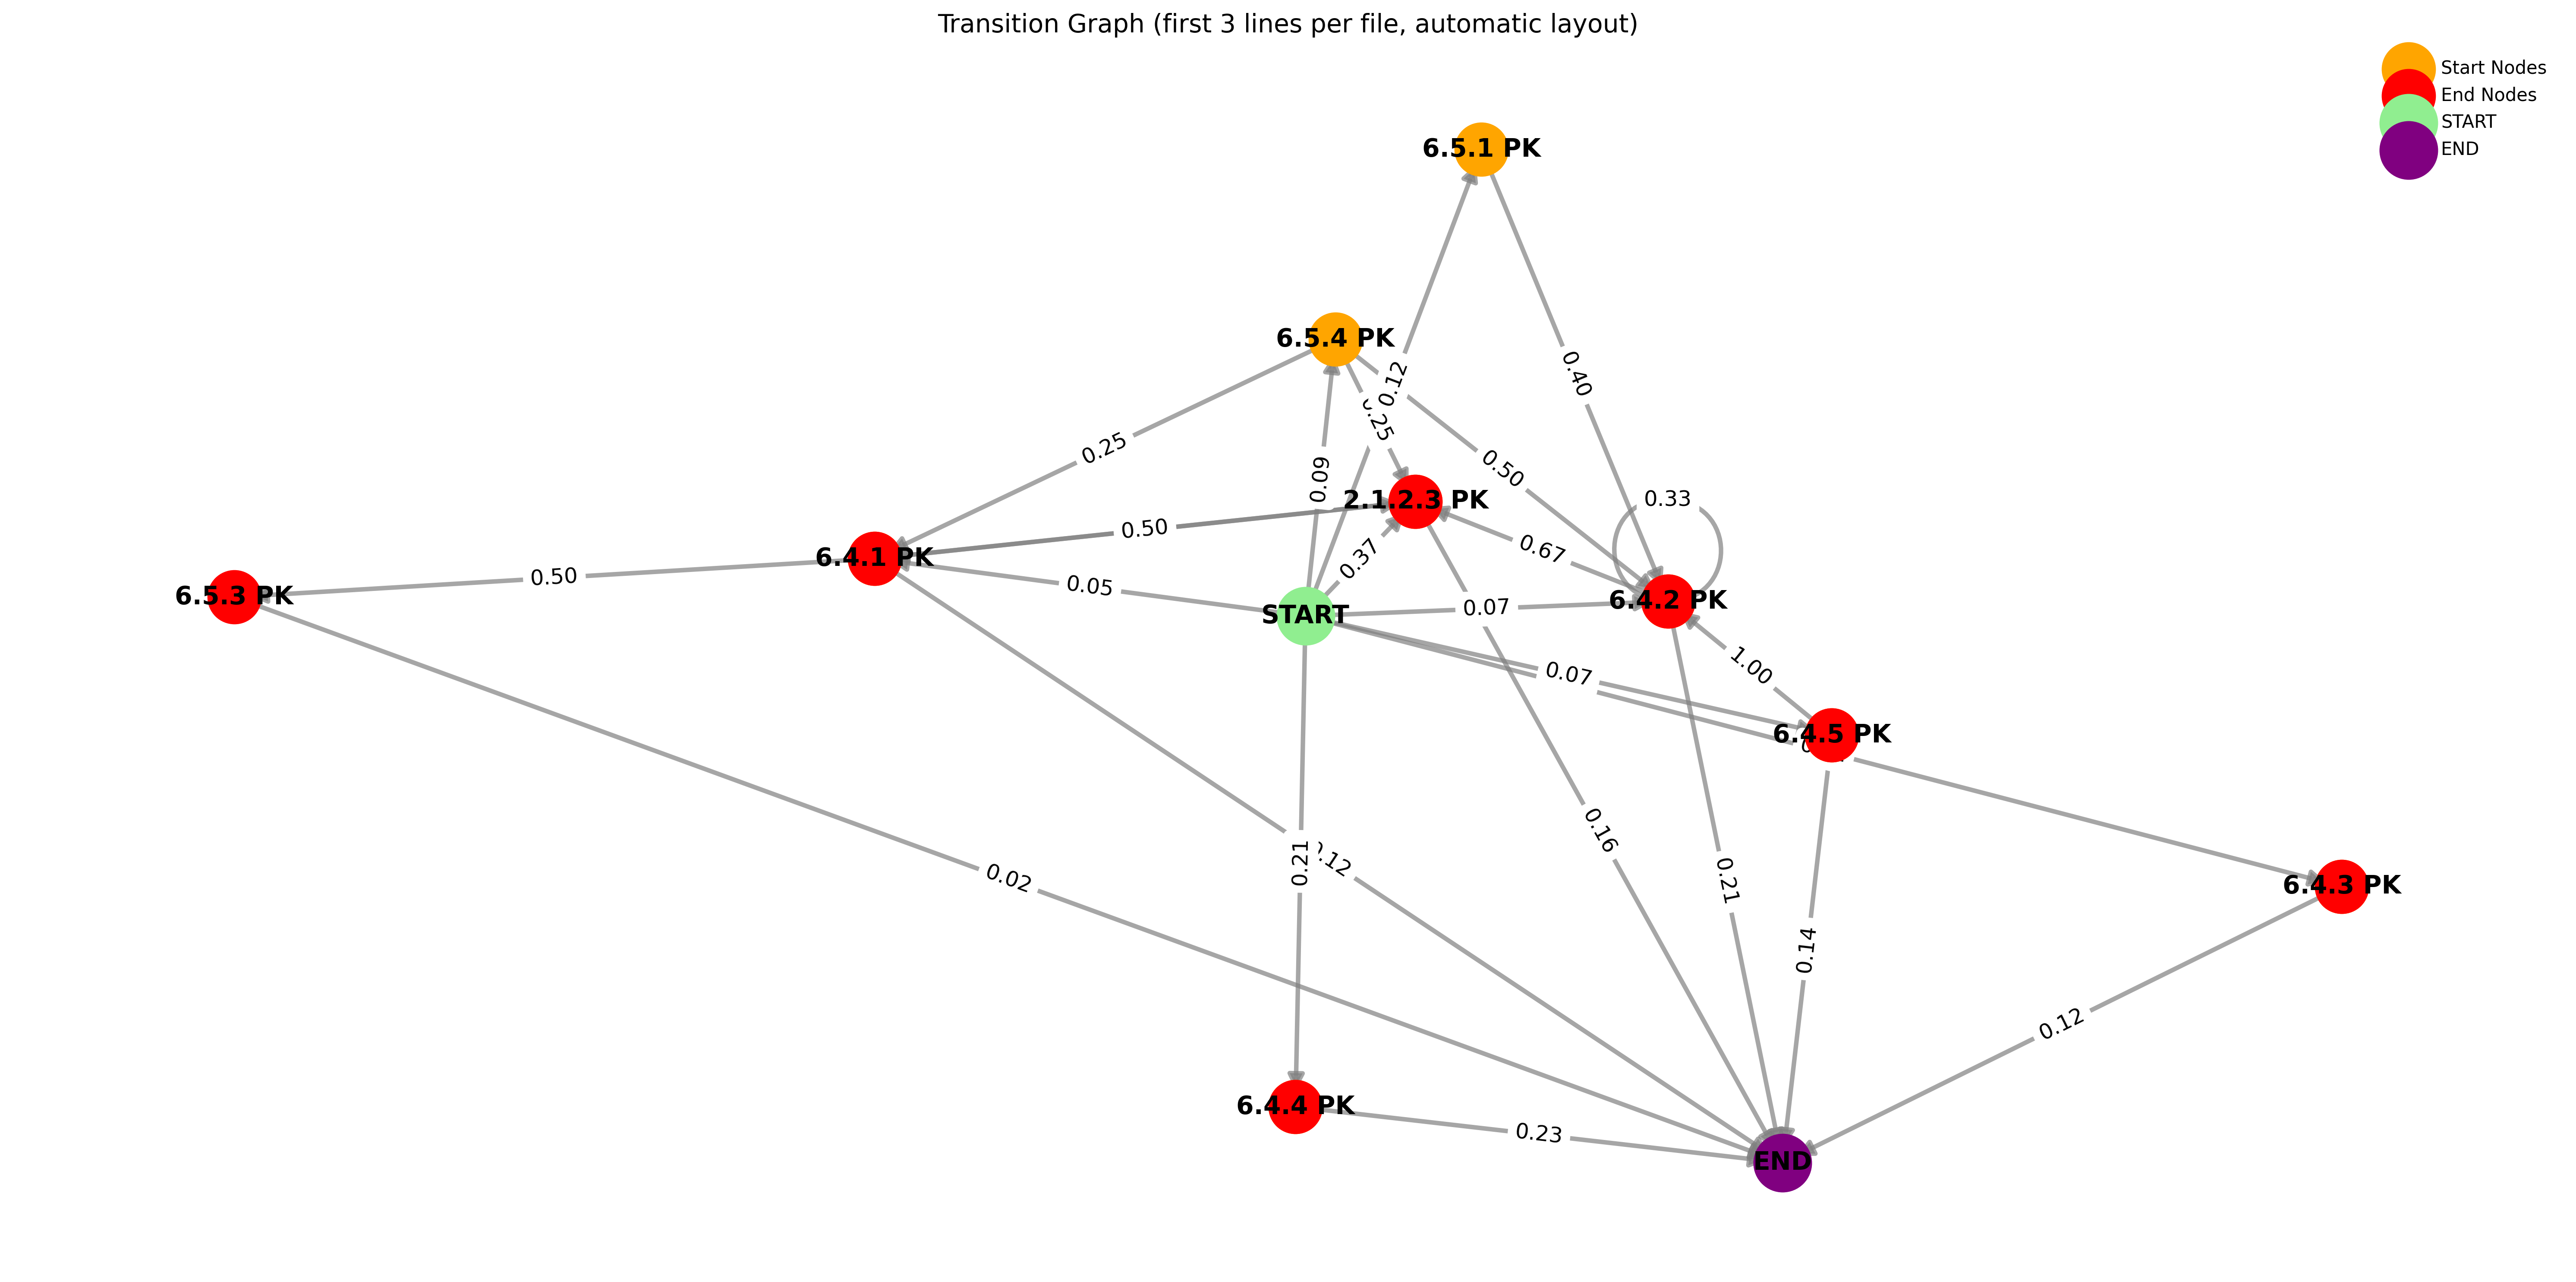 Transition Graph (first 3 lines per file, automatic layout)
Start Nodes
End Nodes
START
END
6.5.1 PK
6.5.4 PK
0.12
0.40
0.25
0.25
0.09
0.50
0.33
2.1.2.3 PK
0.50
0.67
0.37
6.4.1 PK
0.50
0.05
6.5.3 PK
START
0.07
6.4.2 PK
0.07
1.00
6.4.5 PK
0.16
0.21
0.12
0.21
0.02
6.4.3 PK
0.14
0.12
6.4.4 PK
0.23
END